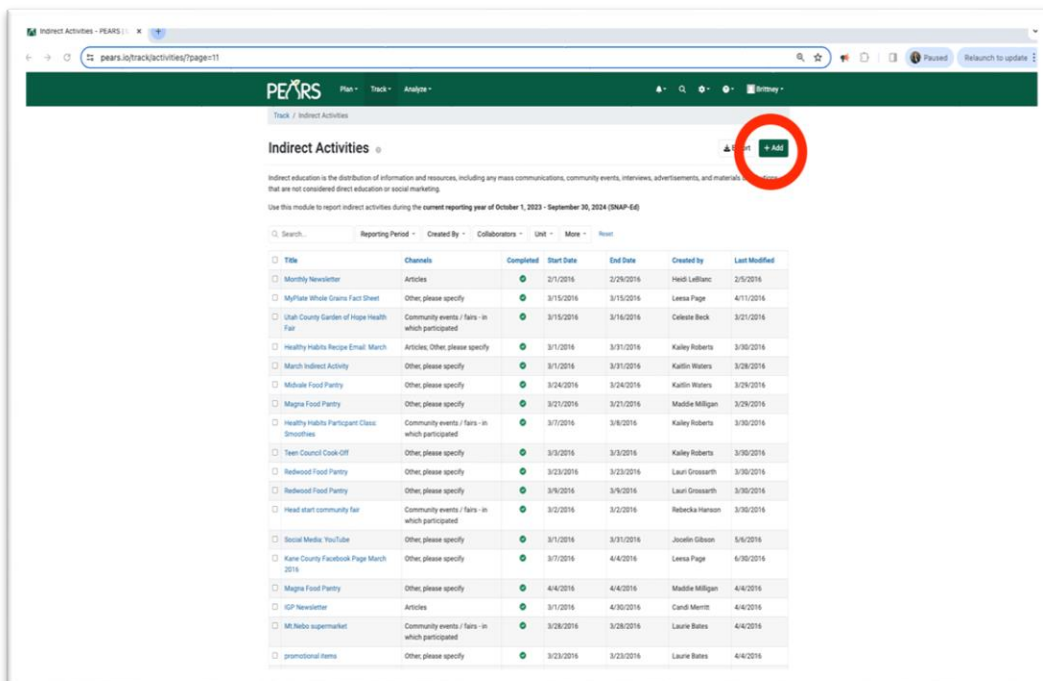 Indirect Activities - PEARS |
pears.io/track/activities/?page=11
Paused
Relaunch to update
PEARS
Plan
Track
Analyze
Brittney
Track / Indirect Activities
Indirect Activities
+ Add
Indirect education is the distribution of information and resources, including any mass communications, community events, interviews, advertisements, and materials
that are not considered direct education or social marketing.
Use this module to report indirect activities during the current reporting year of October 1, 2023 - September 30, 2024 (SNAP-Ed)
Search... Reporting Period Created By Collaborators Unit More Reset
Title Channels Completed Start Date End Date Created by Last Modified
Monthly Newsletter Articles 2/1/2016 2/29/2016 Heidi LeBlanc 2/5/2016
MyPlate Whole Grains Fact Sheet Other, please specify 3/15/2016 3/15/2016 Leesa Page 4/11/2016
Utah County Garden of Hope Health Community events / fairs - in 3/15/2016 3/16/2016 Celeste Beck 3/21/2016
Fair which participated
Healthy Habits Recipe Email: March Articles; Other, please specify 3/1/2016 3/31/2016 Kailey Roberts 3/30/2016
March Indirect Activity Other, please specify 3/1/2016 3/31/2016 Kaitlin Waters 3/28/2016
Midvale Food Pantry Other, please specify 3/24/2016 3/24/2016 Kaitlin Waters 3/29/2016
Magna Food Pantry Other, please specify 3/21/2016 3/21/2016 Maddie Milligan 3/29/2016
Healthy Habits Particpant Class: Community events / fairs - in 3/7/2016 3/8/2016 Kailey Roberts 3/30/2016
Smoothies which participated
Teen Council Cook-Off Other, please specify 3/3/2016 3/3/2016 Kailey Roberts 3/30/2016
Redwood Food Pantry Other, please specify 3/23/2016 3/23/2016 Lauri Grossarth 3/30/2016
Redwood Food Pantry Other, please specify 3/9/2016 3/9/2016 Lauri Grossarth 3/30/2016
Head start community fair Community events / fairs - in 3/2/2016 3/2/2016 Rebecka Hanson 3/30/2016
which participated
Social Media: YouTube Other, please specify 3/1/2016 3/31/2016 Jocelin Gibson 5/6/2016
Kane County Facebook Page March Other, please specify 3/7/2016 4/4/2016 Leesa Page 6/30/2016
2016
Magna Food Pantry Other, please specify 4/4/2016 4/4/2016 Maddie Milligan 4/4/2016
IGP Newsletter Articles 3/1/2016 4/30/2016 Candi Merritt 4/4/2016
Mt.Nebo supermarket Community events / fairs - in 3/28/2016 3/28/2016 Laurie Bates 4/4/2016
which participated
promotional items Other, please specify 3/23/2016 3/23/2016 Laurie Bates 4/4/2016